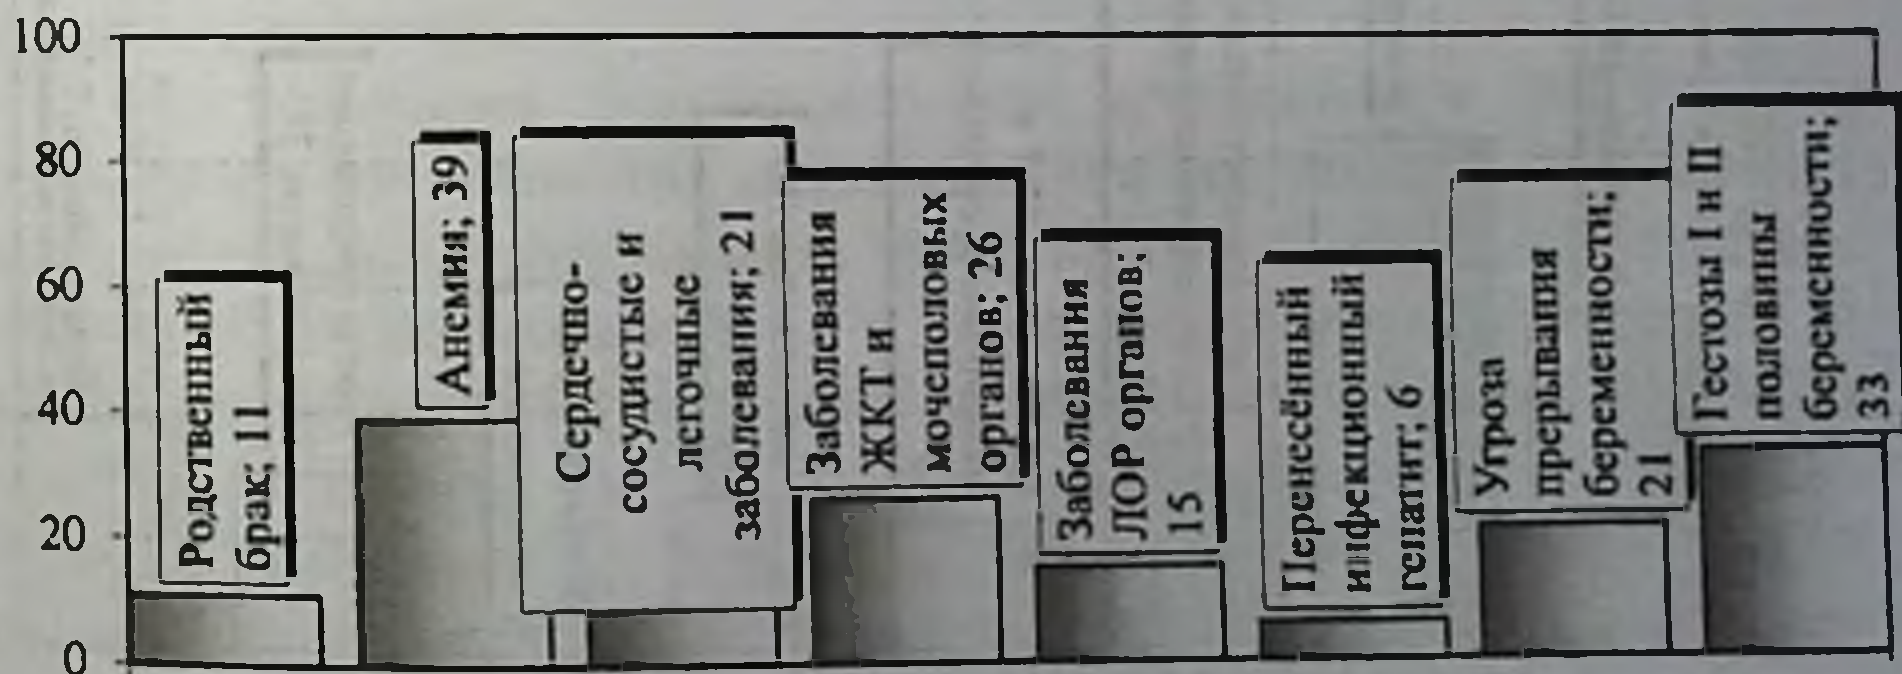 100
80
60
40
20
0
Родственный
брак; 11
Анемия; 39
Сердечно-
сосудистые и
легочные
заболевания; 21
Заболевания
ЖКТ и
мочеполовых
органов; 26
Заболевания
ЛОР органов;
15
Перенесённый
инфекционный
гепатит; 6
Угроза
прерывания
беременности;
21
Гестозы I и II
половины
беременности;
33